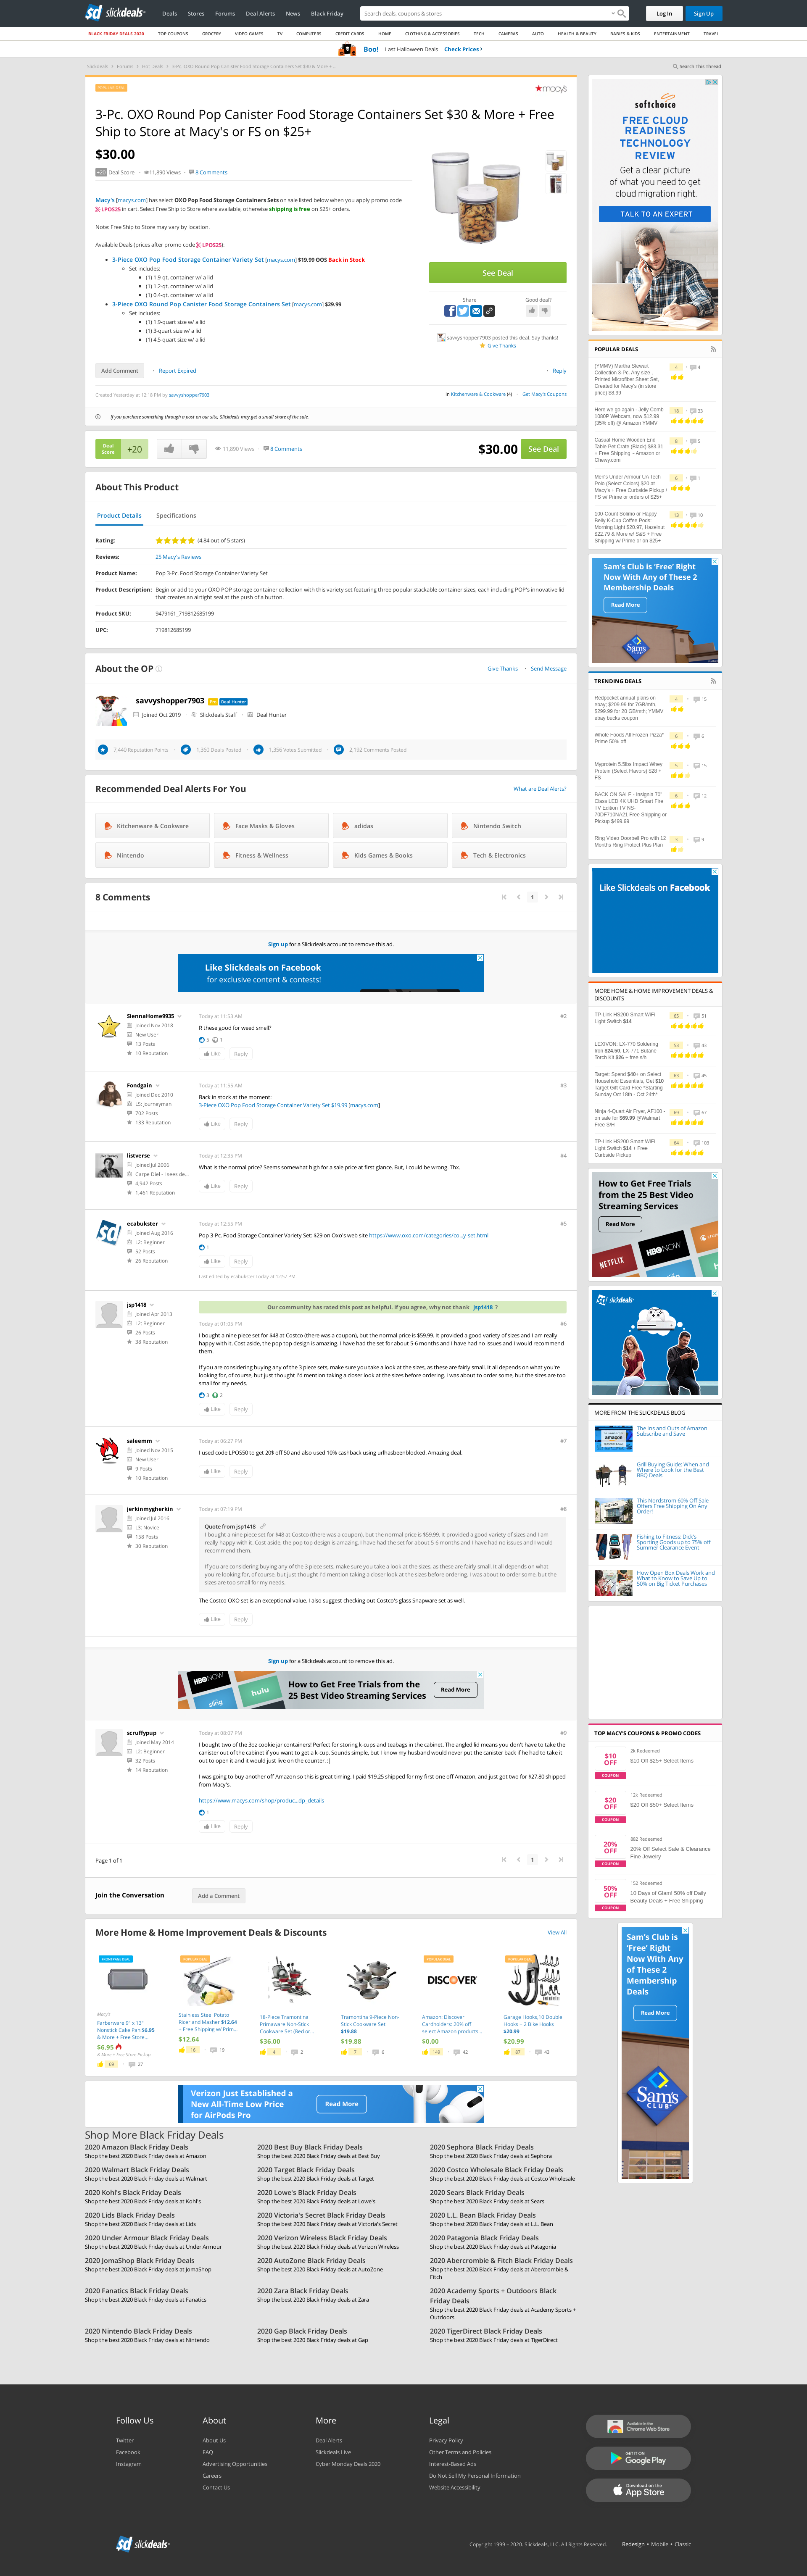 slickdeals
Deals
Stores
Forums
Deal Alerts
News
Black Friday
Search deals, coupons & stores
Log In
Sign Up
BLACK FRIDAY DEALS 2020
TOP COUPONS
GROCERY
VIDEO GAMES
TV
COMPUTERS
CREDIT CARDS
HOME
CLOTHING & ACCESSORIES
TECH
CAMERAS
AUTO
HEALTH & BEAUTY
BABIES & KIDS
ENTERTAINMENT
TRAVEL
Boo! Last Halloween Deals Check Prices ›
Slickdeals › Forums › Hot Deals › 3-Pc. OXO Round Pop Canister Food Storage Containers Set $30 & More + ...
Search This Thread
macy's
3-Pc. OXO Round Pop Canister Food Storage Containers Set $30 & More + Free
Ship to Store at Macy's or FS on $25+
$30.00
+20 Deal Score
11,890 Views
8 Comments
Macy's [macys.com] has select OXO Pop Food Storage Containers Sets on sale listed below when you apply promo code
LPOS25 in cart. Select Free Ship to Store where available, otherwise shipping is free on $25+ orders.
Note: Free Ship to Store may vary by location.
Available Deals (prices after promo code LPOS25):
3-Piece OXO Pop Food Storage Container Variety Set [macys.com] $19.99 OOS Back in Stock
Set includes:
(1) 1.9-qt. container w/ a lid
(1) 1.2-qt. container w/ a lid
(1) 0.4-qt. container w/ a lid
3-Piece OXO Round Pop Canister Food Storage Containers Set [macys.com] $29.99
Set includes:
(1) 1.9-quart size w/ a lid
(1) 3-quart size w/ a lid
(1) 4.5-quart size w/ a lid
See Deal
Share
Good deal?
savvyshopper7903 posted this deal. Say thanks!
Give Thanks
Add Comment
Report Expired
Reply
Created Yesterday at 12:18 PM by savvyshopper7903
in Kitchenware & Cookware (4)
Get Macy's Coupons
If you purchase something through a post on our site, Slickdeals may get a small share of the sale.
Deal
Score
+20
11,890 Views
8 Comments
$30.00
See Deal
About This Product
Product Details
Specifications
Rating: (4.84 out of 5 stars)
Reviews: 25 Macy's Reviews
Product Name: Pop 3-Pc. Food Storage Container Variety Set
Product Description: Begin or add to your OXO POP storage container collection with this variety set featuring three popular stackable container sizes, each including POP's innovative lid
that creates an airtight seal at the push of a button.
Product SKU: 9479161_719812685199
UPC: 719812685199
About the OP
Give Thanks
Send Message
savvyshopper7903 Pro Deal Hunter
Joined Oct 2019
Slickdeals Staff
Deal Hunter
7,440 Reputation Points
1,360 Deals Posted
1,356 Votes Submitted
2,192 Comments Posted
Recommended Deal Alerts For You
What are Deal Alerts?
Kitchenware & Cookware
Face Masks & Gloves
adidas
Nintendo Switch
Nintendo
Fitness & Wellness
Kids Games & Books
Tech & Electronics
8 Comments
1
Sign up for a Slickdeals account to remove this ad.
Like Slickdeals on Facebook
for exclusive content & contests!
SiennaHome9935
Joined Nov 2018
New User
13 Posts
10 Reputation
Today at 11:53 AM
#2
R these good for weed smell?
5 1
Like
Reply
Fondgain
Joined Dec 2010
L5: Journeyman
702 Posts
133 Reputation
Today at 11:55 AM
#3
Back in stock at the moment:
3-Piece OXO Pop Food Storage Container Variety Set $19.99 [macys.com]
Like
Reply
listverse
Joined Jul 2006
Carpe Diel - I sees de...
4,942 Posts
1,461 Reputation
Today at 12:35 PM
#4
What is the normal price? Seems somewhat high for a sale price at first glance. But, I could be wrong. Thx.
Like
Reply
ecabukster
Joined Aug 2016
L2: Beginner
52 Posts
26 Reputation
Today at 12:55 PM
#5
Pop 3-Pc. Food Storage Container Variety Set: $29 on Oxo's web site https://www.oxo.com/categories/co...y-set.html
1
Like
Reply
Last edited by ecabukster Today at 12:57 PM
jsp1418
Joined Apr 2013
L2: Beginner
26 Posts
38 Reputation
Our community has rated this post as helpful. If you agree, why not thank jsp1418 ?
Today at 01:05 PM
#6
I bought a nine piece set for $48 at Costco (there was a coupon), but the normal price is $59.99. It provided a good variety of sizes and I am really
happy with it. Cost aside, the pop top design is amazing. I have had the set for about 5-6 months and I have had no issues and I would recommend
them.
If you are considering buying any of the 3 piece sets, make sure you take a look at the sizes, as these are fairly small. It all depends on what you're
looking for, of course, but just thought I'd mention taking a closer look at the sizes before ordering. I was about to order some, but the sizes are too
small for my needs.
3 2
Like
Reply
saleemm
Joined Nov 2015
New User
9 Posts
10 Reputation
Today at 06:27 PM
#7
I used code LPOS50 to get 20$ off 50 and also used 10% cashback using urlhasbeenblocked. Amazing deal.
Like
Reply
jerkinmygherkin
Joined Jul 2016
L3: Novice
158 Posts
30 Reputation
Today at 07:19 PM
#8
Quote from jsp1418
I bought a nine piece set for $48 at Costco (there was a coupon), but the normal price is $59.99. It provided a good variety of sizes and I am
really happy with it. Cost aside, the pop top design is amazing. I have had the set for about 5-6 months and I have had no issues and I would
recommend them.
If you are considering buying any of the 3 piece sets, make sure you take a look at the sizes, as these are fairly small. It all depends on what
you're looking for, of course, but just thought I'd mention taking a closer look at the sizes before ordering. I was about to order some, but the
sizes are too small for my needs.
The Costco OXO set is an exceptional value. I also suggest checking out Costco's glass Snapware set as well.
Like
Reply
Sign up for a Slickdeals account to remove this ad.
sling hulu
How to Get Free Trials from the
25 Best Video Streaming Services
Read More
scruffypup
Joined May 2014
L2: Beginner
32 Posts
14 Reputation
Today at 08:07 PM
#9
I bought two of the 3oz cookie jar containers! Perfect for storing k-cups and teabags in the cabinet. The angled lid means you don't have to take the
canister out of the cabinet if you want to get a k-cup. Sounds simple, but I know my husband would never put the canister back if he had to take it
out to open it and it would just live on the counter. :]
I was going to buy another off Amazon so this is great timing. I paid $19.25 shipped for my first one off Amazon, and just got two for $27.80 shipped
from Macy's.
https://www.macys.com/shop/produc...dp_details
1
Like
Reply
Page 1 of 1
1
Join the Conversation
Add a Comment
More Home & Home Improvement Deals & Discounts
View All
Macy's
Farberware 9" x 13"
Nonstick Cake Pan $6.95
& More + Free Store...
$6.95
& More + Free Store Pickup
27
Stainless Steel Potato
Ricer and Masher $12.64
+ Free Shipping w/ Prim...
$12.64
16 19
18-Piece Tramontina
Primaware Non-Stick
Cookware Set (Red or...
$36.00
4 2
Tramontina 9-Piece Non-
Stick Cookware Set
$19.88
$19.88
7 6
DISCOVER
Amazon: Discover
Cardholders: 20% off
select Amazon products...
$0.00
149 42
Garage Hooks,10 Double
Hooks + 2 Bike Hooks
$20.99
$20.99
87 43
Verizon Just Established a
New All-Time Low Price
for AirPods Pro
Read More
Shop More Black Friday Deals
2020 Amazon Black Friday Deals
Shop the best 2020 Black Friday deals at Amazon
2020 Best Buy Black Friday Deals
Shop the best 2020 Black Friday deals at Best Buy
2020 Sephora Black Friday Deals
Shop the best 2020 Black Friday deals at Sephora
2020 Walmart Black Friday Deals
Shop the best 2020 Black Friday deals at Walmart
2020 Target Black Friday Deals
Shop the best 2020 Black Friday deals at Target
2020 Costco Wholesale Black Friday Deals
Shop the best 2020 Black Friday deals at Costco Wholesale
2020 Kohl's Black Friday Deals
Shop the best 2020 Black Friday deals at Kohl's
2020 Lowe's Black Friday Deals
Shop the best 2020 Black Friday deals at Lowe's
2020 Sears Black Friday Deals
Shop the best 2020 Black Friday deals at Sears
2020 Lids Black Friday Deals
Shop the best 2020 Black Friday deals at Lids
2020 Victoria's Secret Black Friday Deals
Shop the best 2020 Black Friday deals at Victoria's Secret
2020 L.L. Bean Black Friday Deals
Shop the best 2020 Black Friday deals at L.L. Bean
2020 Under Armour Black Friday Deals
Shop the best 2020 Black Friday deals at Under Armour
2020 Verizon Wireless Black Friday Deals
Shop the best 2020 Black Friday deals at Verizon Wireless
2020 Patagonia Black Friday Deals
Shop the best 2020 Black Friday deals at Patagonia
2020 JomaShop Black Friday Deals
Shop the best 2020 Black Friday deals at JomaShop
2020 AutoZone Black Friday Deals
Shop the best 2020 Black Friday deals at AutoZone
2020 Abercrombie & Fitch Black Friday Deals
Shop the best 2020 Black Friday deals at Abercrombie &
Fitch
2020 Fanatics Black Friday Deals
Shop the best 2020 Black Friday deals at Fanatics
2020 Zara Black Friday Deals
Shop the best 2020 Black Friday deals at Zara
2020 Academy Sports + Outdoors Black
Friday Deals
Shop the best 2020 Black Friday deals at Academy Sports +
Outdoors
2020 Nintendo Black Friday Deals
Shop the best 2020 Black Friday deals at Nintendo
2020 Gap Black Friday Deals
Shop the best 2020 Black Friday deals at Gap
2020 TigerDirect Black Friday Deals
Shop the best 2020 Black Friday deals at TigerDirect
softchoice
FREE CLOUD
READINESS
TECHNOLOGY
REVIEW
Get a clear picture
of what you need to get
cloud migration right.
TALK TO AN EXPERT
POPULAR DEALS
(YMMV) Martha Stewart
Collection 3-Pc. Any size ,
Printed Microfiber Sheet Set,
Created for Macy's (in store
price) $8.99
4 4
Here we go again - Jelly Comb
1080P Webcam, now $12.99
(35% off) @ Amazon YMMV
18 33
Casual Home Wooden End
Table Pet Crate (Black) $83.31
+ Free Shipping ~ Amazon or
Chewy.com
8 5
Men's Under Armour UA Tech
Polo (Select Colors) $20 at
Macy's + Free Curbside Pickup /
FS w/ Prime or orders of $25+
6 1
100-Count Solimo or Happy
Belly K-Cup Coffee Pods:
Morning Light $20.97, Hazelnut
$22.79 & More w/ S&S + Free
Shipping w/ Prime or on $25+
13 10
Sam's Club is 'Free' Right
Now With Any of These 2
Membership Deals
Read More
Sam's
TRENDING DEALS
Redpocket annual plans on
ebay: $209.99 for 7GB/mth,
$299.99 for 20 GB/mth; YMMV
ebay bucks coupon
4 15
Whole Foods All Frozen Pizza*
Prime 50% off
6 6
Myprotein 5.5lbs Impact Whey
Protein (Select Flavors) $28 +
FS
5 15
BACK ON SALE - Insignia 70"
Class LED 4K UHD Smart Fire
TV Edition TV NS-
70DF710NA21 Free Shipping or
Pickup $499.99
6 12
Ring Video Doorbell Pro with 12
Months Ring Protect Plus Plan
3 9
Like Slickdeals on Facebook
MORE HOME & HOME IMPROVEMENT DEALS &
DISCOUNTS
TP-Link HS200 Smart WiFi
Light Switch $14
65 51
LEXIVON: LX-770 Soldering
Iron $24.50, LX-771 Butane
Torch Kit $26 + free s/h
53 43
Target: Spend $40+ on Select
Household Essentials, Get $10
Target Gift Card Free *Starting
Sunday Oct 18th - Oct 24th*
63 45
Ninja 4-Quart Air Fryer, AF100 -
on sale for $69.99 @Walmart
Free S/H
69 67
TP-Link HS200 Smart WiFi
Light Switch $14 + Free
Curbside Pickup
94 103
How to Get Free Trials
from the 25 Best Video
Streaming Services
Read More
NETFLIX
HBO NOW
slickdeals
MORE FROM THE SLICKDEALS BLOG
The Ins and Outs of Amazon
Subscribe and Save
Grill Buying Guide: When and
Where to Look for the Best
BBQ Deals
This Nordstrom 60% Off Sale
Offers Free Shipping On Any
Order!
Fishing to Fitness: Dick's
Sporting Goods up to 75% off
Summer Clearance Event
How Open Box Deals Work and
What to Know to Save Up to
50% on Big Ticket Purchases
TOP MACY'S COUPONS & PROMO CODES
$10
OFF
COUPON
2k Redeemed
$10 Off $25+ Select Items
$20
OFF
COUPON
12k Redeemed
$20 Off $50+ Select Items
20%
OFF
COUPON
882 Redeemed
20% Off Select Sale & Clearance
Fine Jewelry
50%
OFF
COUPON
152 Redeemed
10 Days of Glam! 50% off Daily
Beauty Deals + Free Shipping
Sam's Club is
'Free' Right
Now With Any
of These 2
Membership
Deals
Read More
Sam's
CLUB
Follow Us
Twitter
Facebook
Instagram
About
About Us
FAQ
Advertising Opportunities
Careers
Contact Us
More
Deal Alerts
Slickdeals Live
Cyber Monday Deals 2020
Legal
Privacy Policy
Other Terms and Policies
Interest-Based Ads
Do Not Sell My Personal Information
Website Accessibility
Available in the
Chrome Web Store
GET IT ON
Google Play
Download on the
App Store
slickdeals
Copyright 1999 - 2020. Slickdeals, LLC. All Rights Reserved.
Redesign • Mobile • Classic